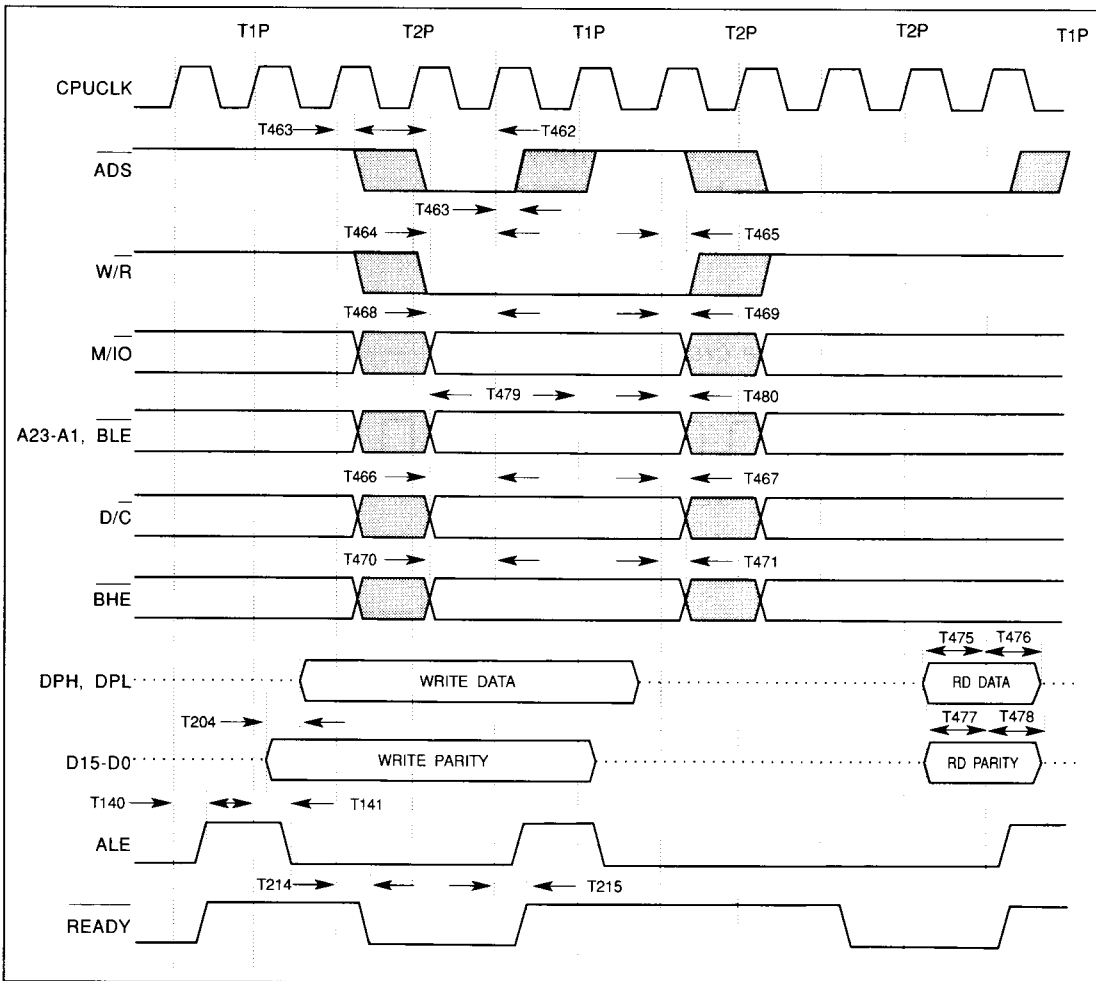 T1P T2P T1P T2P T2P T1P
CPUCLK
T463 T462
ADS
T463
T464 T465
W/R
T468 T469
M/IO
T479 T480
A23-A1, BLE
T466 T467
D/C
T470 T471
BHE
T475 T476
DPH, DPL WRITE DATA RD DATA
T204 T477 T478
D15-D0 WRITE PARITY RD PARITY
T140 T141
ALE
T214 T215
READY